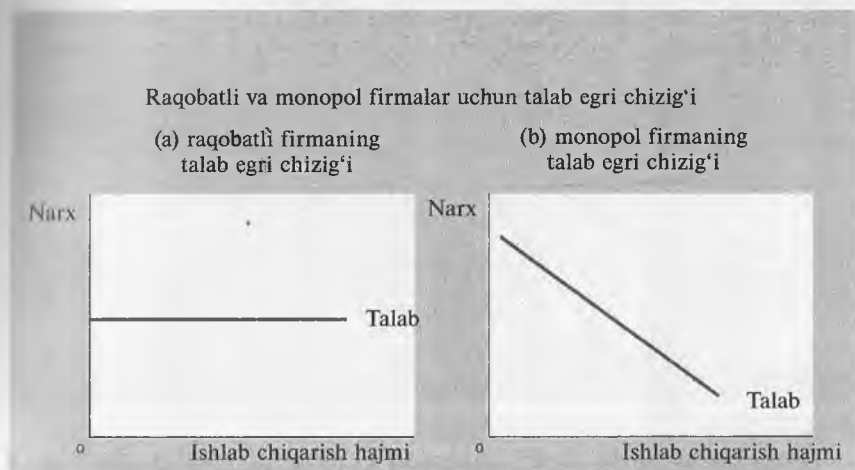 Raqobatli va monopol firmalar uchun talab egri chizig‘i
(a) raqobatli firmaning
talab egri chizig‘i
(b) monopol firmaning
talab egri chizig‘i
Narx
Talab
0
Ishlab chiqarish hajmi
Narx
Talab
0
Ishlab chiqarish hajmi